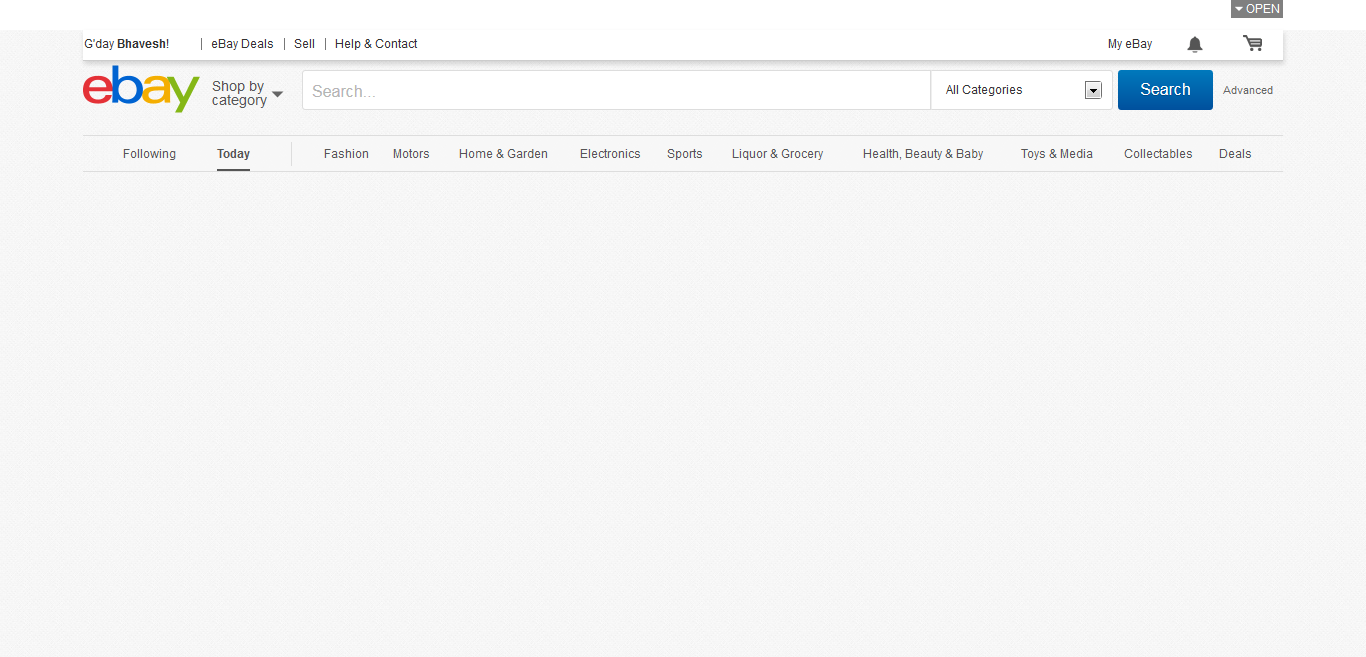 OPEN
G'day Bhavesh! | eBay Deals | Sell | Help & Contact My eBay
ebay Shop by category Search... All Categories Search Advanced
Following Today Fashion Motors Home & Garden Electronics Sports Liquor & Grocery Health, Beauty & Baby Toys & Media Collectables Deals